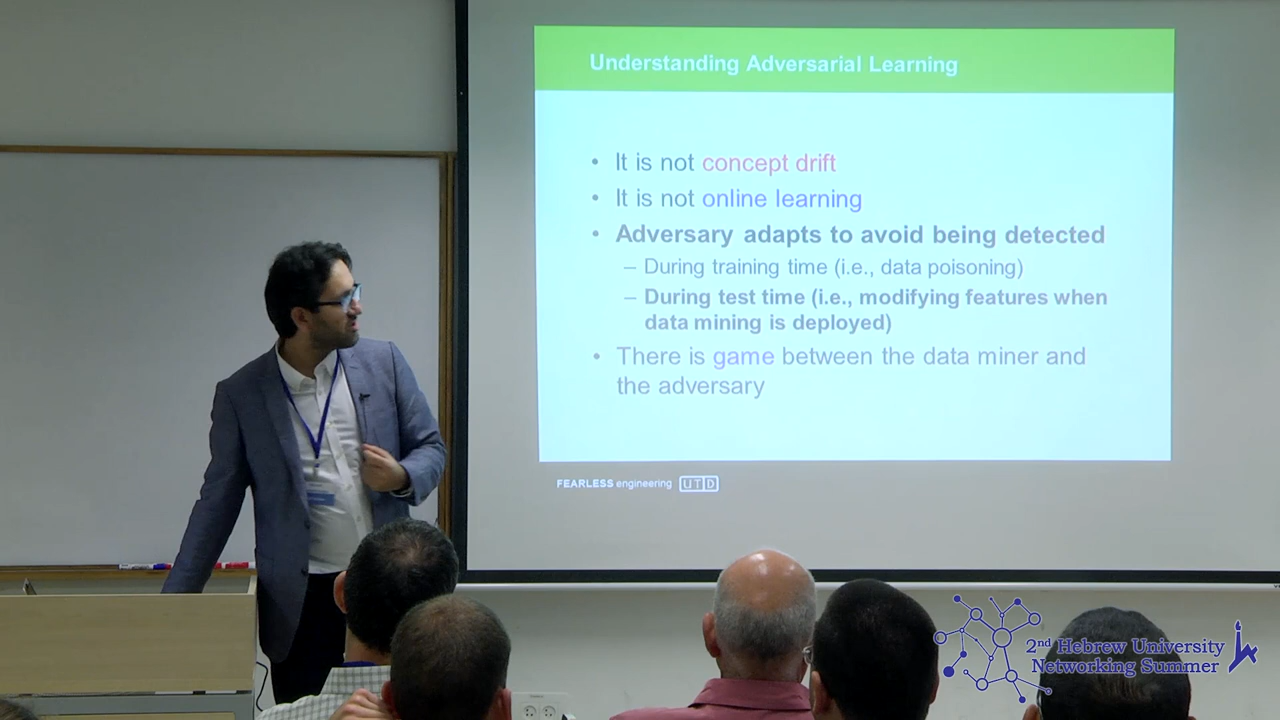 Understanding Adversarial Learning
• It is not concept drift
• It is not online learning
• Adversary adapts to avoid being detected
– During training time (i.e., data poisoning)
– During test time (i.e., modifying features when
data mining is deployed)
• There is game between the data miner and
the adversary
FEARLESS engineering UTD
2nd Hebrew University
Networking Summer